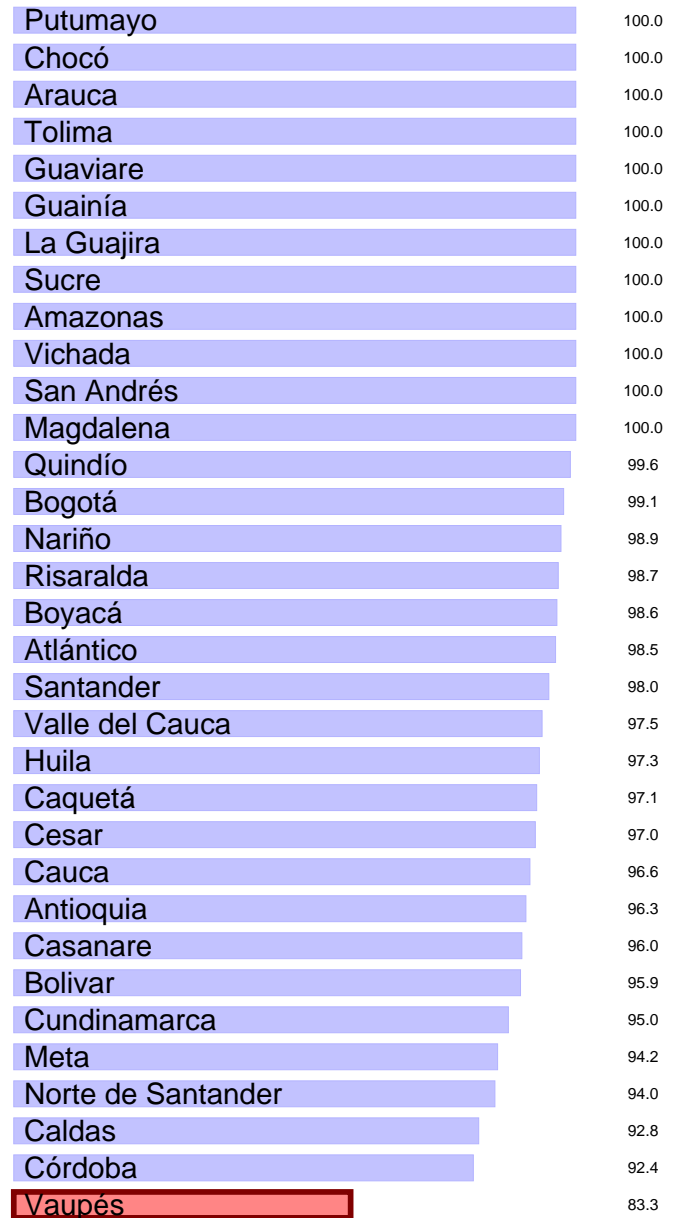 Putumayo 100.0
Chocó 100.0
Arauca 100.0
Tolima 100.0
Guaviare 100.0
Guainía 100.0
La Guajira 100.0
Sucre 100.0
Amazonas 100.0
Vichada 100.0
San Andrés 100.0
Magdalena 100.0
Quindío 99.6
Bogotá 99.1
Nariño 98.9
Risaralda 98.7
Boyacá 98.6
Atlántico 98.5
Santander 98.0
Valle del Cauca 97.5
Huila 97.3
Caquetá 97.1
Cesar 97.0
Cauca 96.6
Antioquia 96.3
Casanare 96.0
Bolivar 95.9
Cundinamarca 95.0
Meta 94.2
Norte de Santander 94.0
Caldas 92.8
Córdoba 92.4
Vaupés 83.3